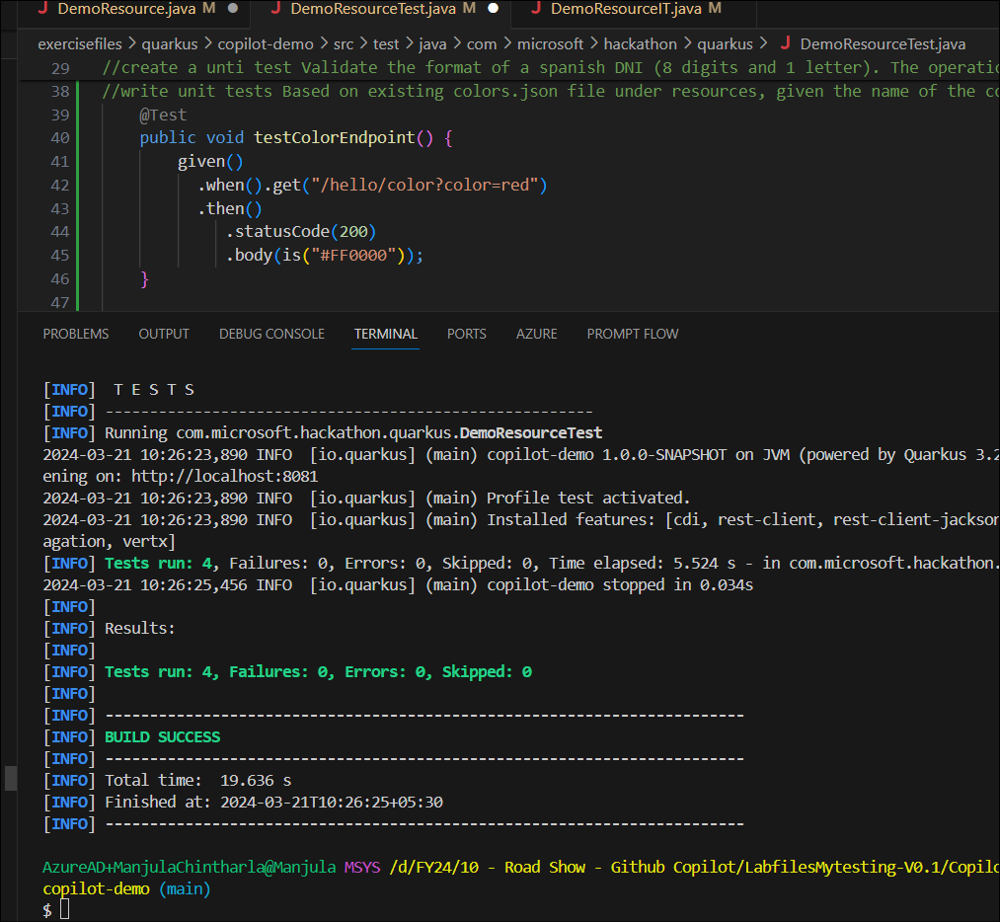 J DemoResource.java M ● J DemoResourceTest.java M ● J DemoResourceIT.java M
exercisefiles > quarkus > copilot-demo > src > test > java > com > microsoft > hackathon > quarkus > J DemoResourceTest.java
29 //create a unti test Validate the format of a spanish DNI (8 digits and 1 letter). The operatio
38 //write unit tests Based on existing colors.json file under resources, given the name of the co
39 @Test
40 public void testColorEndpoint() {
41 given()
42 .when().get("/hello/color?color=red")
43 .then()
44 .statusCode(200)
45 .body(is("#FF0000"));
46 }
47
PROBLEMS OUTPUT DEBUG CONSOLE TERMINAL PORTS AZURE PROMPT FLOW
[INFO]  T E S T S
[INFO] -------------------------------------------------------
[INFO] Running com.microsoft.hackathon.quarkus.DemoResourceTest
2024-03-21 10:26:23,890 INFO  [io.quarkus] (main) copilot-demo 1.0.0-SNAPSHOT on JVM (powered by Quarkus 3.2
ening on: http://localhost:8081
2024-03-21 10:26:23,890 INFO  [io.quarkus] (main) Profile test activated.
2024-03-21 10:26:23,890 INFO  [io.quarkus] (main) Installed features: [cdi, rest-client, rest-client-jackson
agation, vertx]
[INFO] Tests run: 4, Failures: 0, Errors: 0, Skipped: 0, Time elapsed: 5.524 s - in com.microsoft.hackathon.
2024-03-21 10:26:25,456 INFO  [io.quarkus] (main) copilot-demo stopped in 0.034s
[INFO]
[INFO] Results:
[INFO]
[INFO] Tests run: 4, Failures: 0, Errors: 0, Skipped: 0
[INFO]
[INFO] ------------------------------------------------------------------------
[INFO] BUILD SUCCESS
[INFO] ------------------------------------------------------------------------
[INFO] Total time:  19.636 s
[INFO] Finished at: 2024-03-21T10:26:25+05:30
[INFO] ------------------------------------------------------------------------
AzureAD+ManjulaChintharla@Manjula MSYS /d/FY24/10 - Road Show - Github Copilot/LabfilesMytesting-V0.1/Copilo
copilot-demo (main)
$